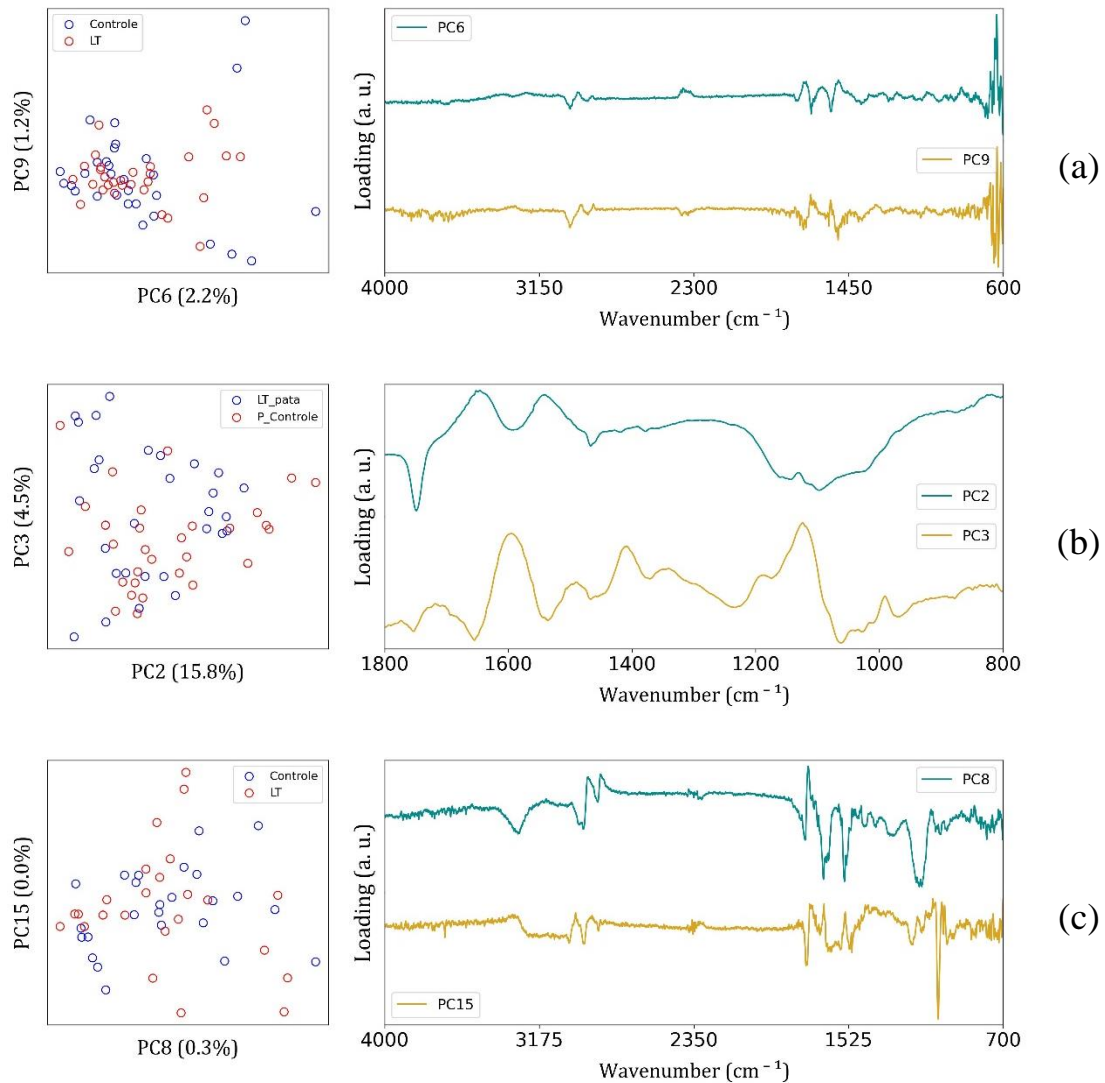 Controle
LT
PC9 (1.2%)
PC6 (2.2%)
PC6
PC9
Loading (a. u.)
4000 3150 2300 1450 600
Wavenumber (cm⁻¹)
(a)
LT_pata
P_Controle
PC3 (4.5%)
PC2 (15.8%)
PC2
PC3
Loading (a. u.)
1800 1600 1400 1200 1000 800
Wavenumber (cm⁻¹)
(b)
Controle
LT
PC15 (0.0%)
PC8 (0.3%)
PC8
PC15
Loading (a. u.)
4000 3175 2350 1525 700
Wavenumber (cm⁻¹)
(c)